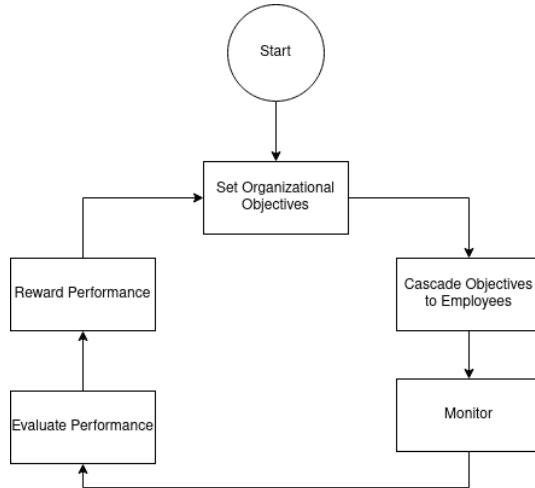 Start
Set Organizational
Objectives
Cascade Objectives
to Employees
Monitor
Evaluate Performance
Reward Performance